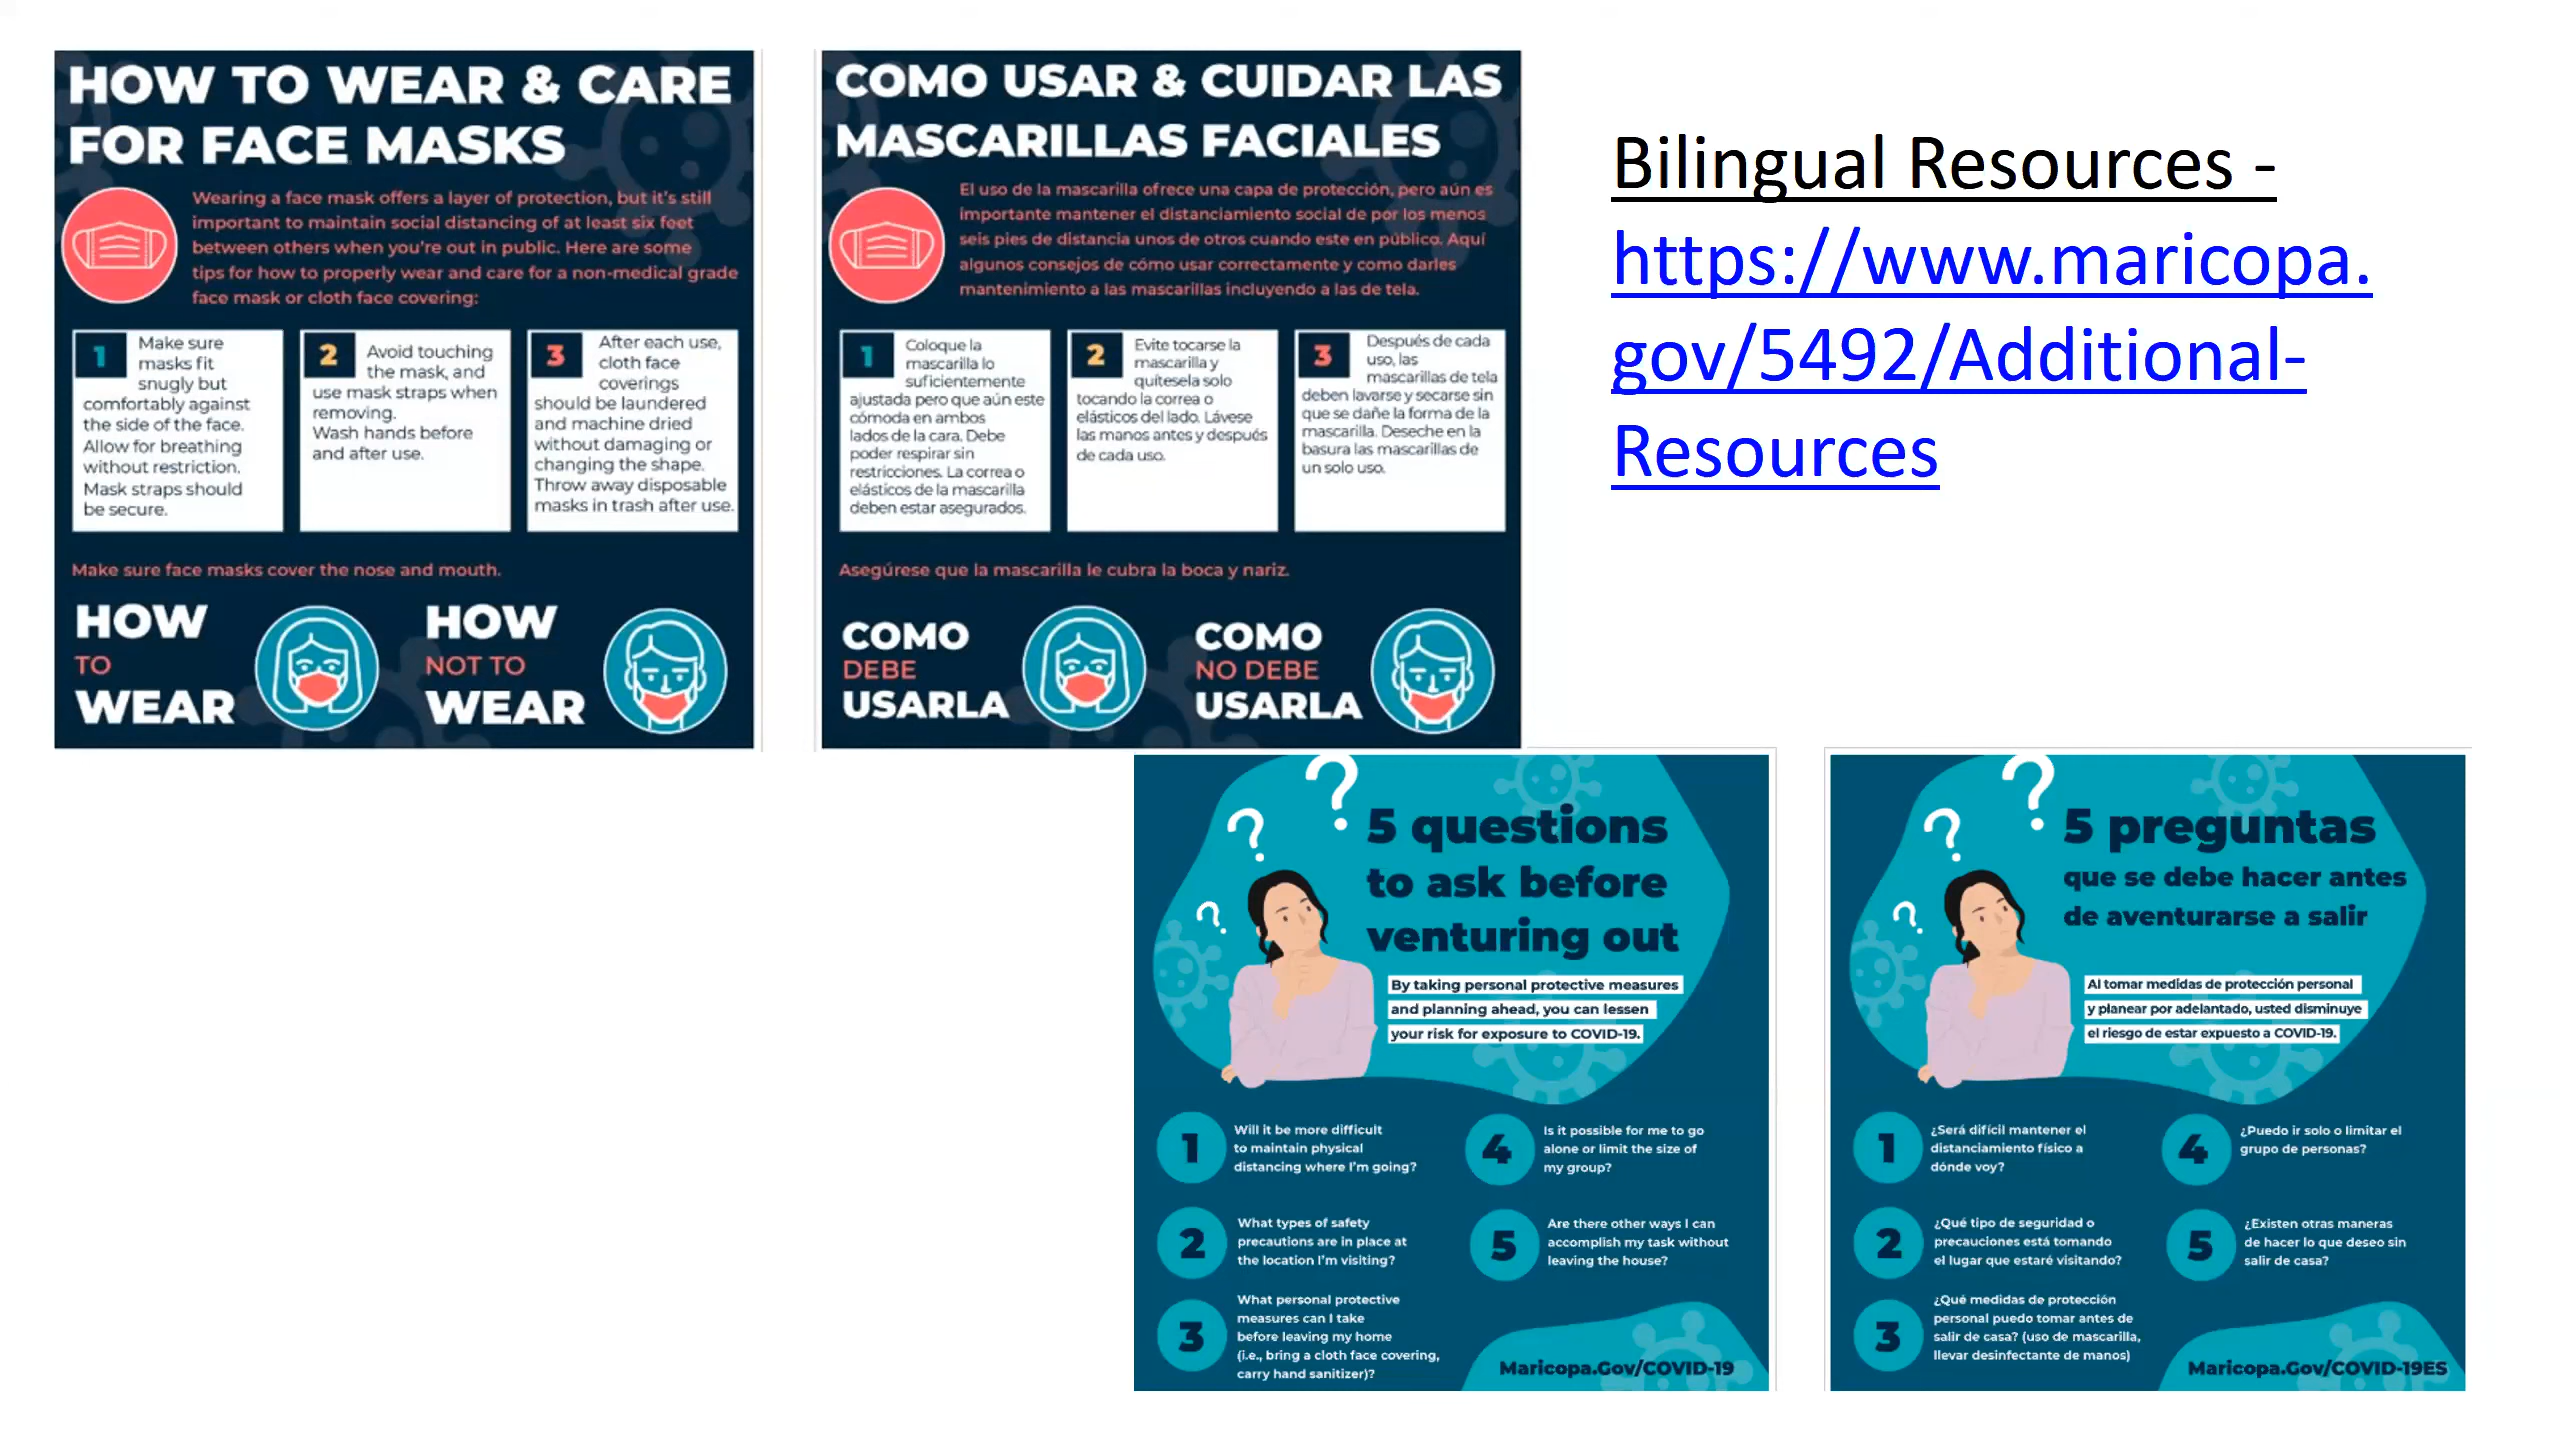 HOW TO WEAR & CARE
FOR FACE MASKS
Wearing a face mask offers a layer of protection, but it's still
important to maintain social distancing of at least six feet
between others when you're out in public. Here are some
tips for how to properly wear and care for a non-medical grade
face mask or cloth face covering:
1
Make sure
masks fit
snugly but
comfortably against
the side of the face.
Allow for breathing
without restriction.
Mask straps should
be secure.
2
Avoid touching
the mask, and
use mask straps when
removing.
Wash hands before
and after use.
3
After each use,
cloth face
coverings
should be laundered
and machine dried
without damaging or
changing the shape.
Throw away disposable
masks in trash after use.
Make sure face masks cover the nose and mouth.
HOW
TO
WEAR
HOW
NOT TO
WEAR
COMO USAR & CUIDAR LAS
MASCARILLAS FACIALES
El uso de la mascarilla ofrece una capa de protección, pero aún es
importante mantener el distanciamiento social de por los menos
seis pies de distancia unos de otros cuando este en público. Aquí
algunos consejos de cómo usar correctamente y como darles
mantenimiento a las mascarillas incluyendo a las de tela.
1
Coloque la
mascarilla lo
suficientemente
ajustada pero que aún este
cómoda en ambos
lados de la cara. Debe
poder respirar sin
restricciones. La correa o
elásticos de la mascarilla
deben estar asegurados.
2
Evite tocarse la
mascarilla y
quítesela solo
tocando la correa o
elásticos del lado. Lávese
las manos antes y después
de cada uso.
3
Después de cada
uso, las
mascarillas de tela
deben lavarse y secarse sin
que se dañe la forma de la
mascarilla. Deseche en la
basura las mascarillas de
un solo uso.
Asegúrese que la mascarilla le cubra la boca y nariz.
COMO
DEBE
USARLA
COMO
NO DEBE
USARLA
Bilingual Resources -
https://www.maricopa.
gov/5492/Additional-
Resources
? ? ?
5 questions
to ask before
venturing out
By taking personal protective measures
and planning ahead, you can lessen
your risk for exposure to COVID-19.
1
Will it be more difficult
to maintain physical
distancing where I'm going?
2
What types of safety
precautions are in place at
the location I'm visiting?
3
What personal protective
measures can I take
before leaving my home
(i.e., bring a cloth face covering,
carry hand sanitizer)?
4
Is it possible for me to go
alone or limit the size of
my group?
5
Are there other ways I can
accomplish my task without
leaving the house?
Maricopa.Gov/COVID-19
? ? ?
5 preguntas
que se debe hacer antes
de aventurarse a salir
Al tomar medidas de protección personal
y planear por adelantado, usted disminuye
el riesgo de estar expuesto a COVID-19.
1
¿Será difícil mantener el
distanciamiento físico a
dónde voy?
2
¿Qué tipo de seguridad o
precauciones está tomando
el lugar que estaré visitando?
3
¿Qué medidas de protección
personal puedo tomar antes de
salir de casa? (uso de mascarilla,
llevar desinfectante de manos)
4
¿Puedo ir solo o limitar el
grupo de personas?
5
¿Existen otras maneras
de hacer lo que deseo sin
salir de casa?
Maricopa.Gov/COVID-19ES